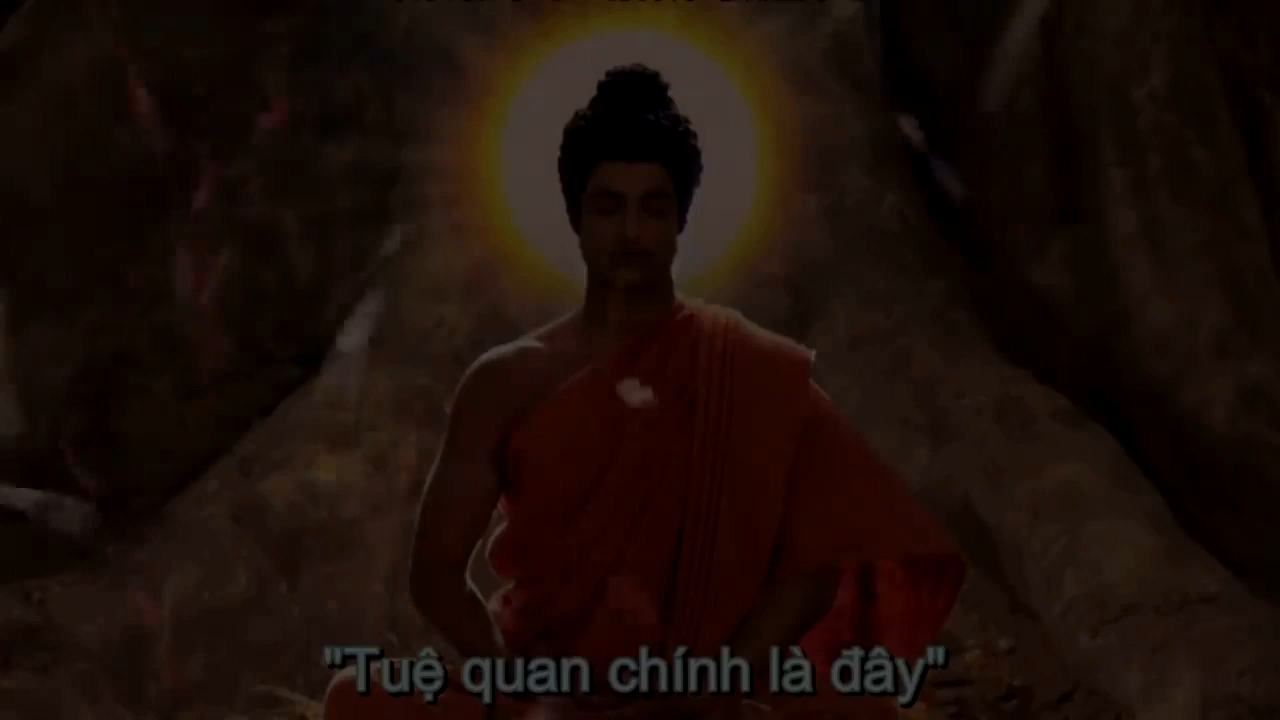 "Tuệ quan chính là đây"